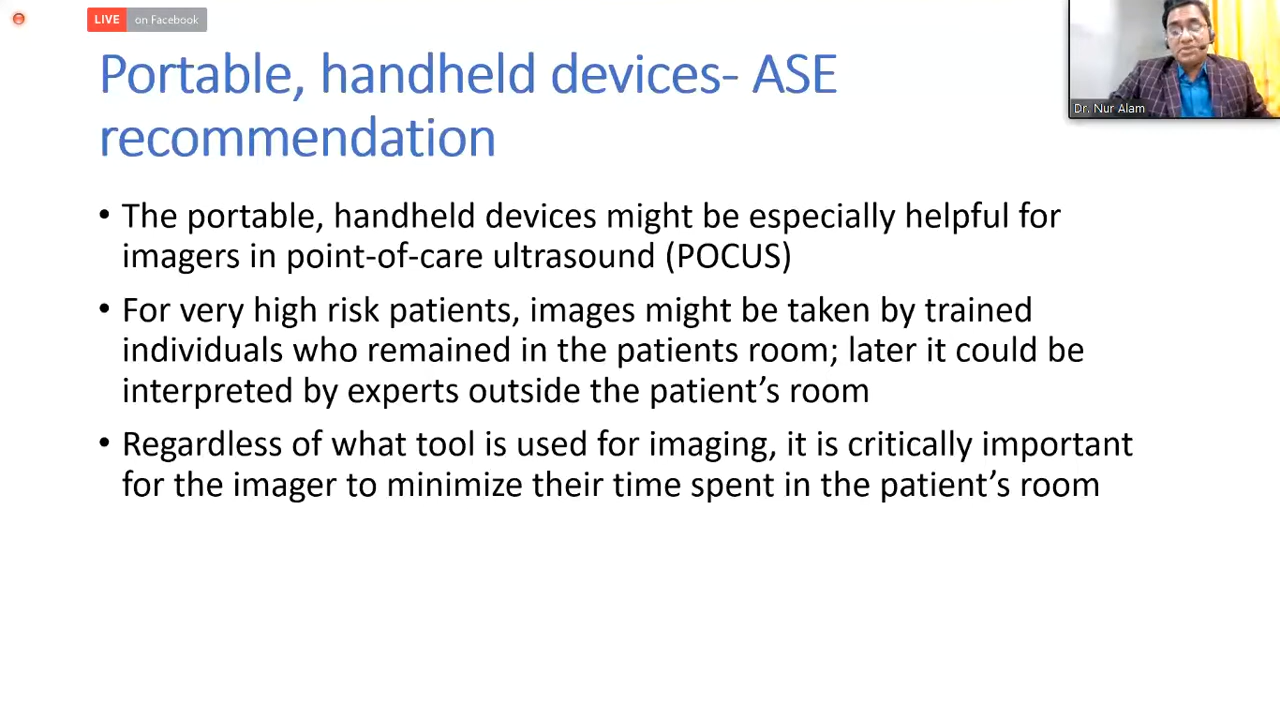 LIVE on Facebook
Portable, handheld devices- ASE
recommendation
• The portable, handheld devices might be especially helpful for
imagers in point-of-care ultrasound (POCUS)
• For very high risk patients, images might be taken by trained
individuals who remained in the patients room; later it could be
interpreted by experts outside the patient’s room
• Regardless of what tool is used for imaging, it is critically important
for the imager to minimize their time spent in the patient’s room
Dr. Nur Alam